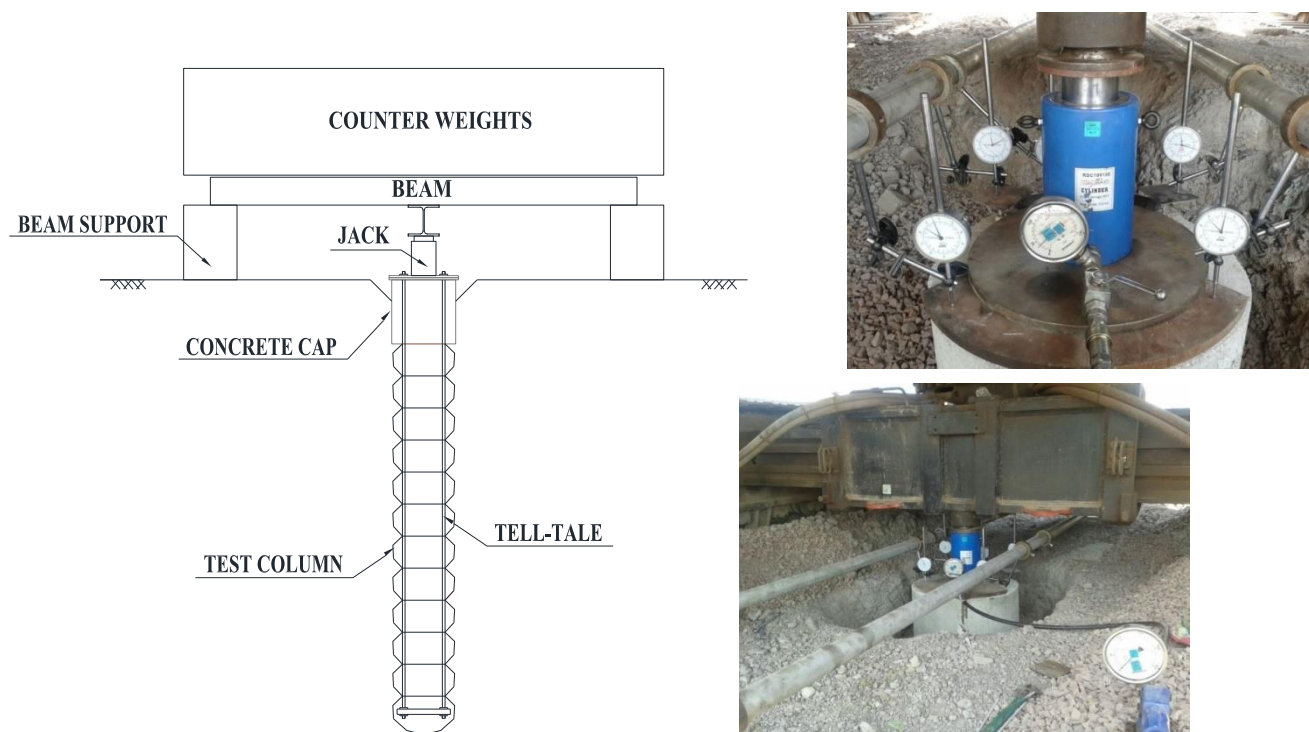 COUNTER WEIGHTS
BEAM
BEAM SUPPORT
JACK
CONCRETE CAP
TELL-TALE
TEST COLUMN
CYLINDER